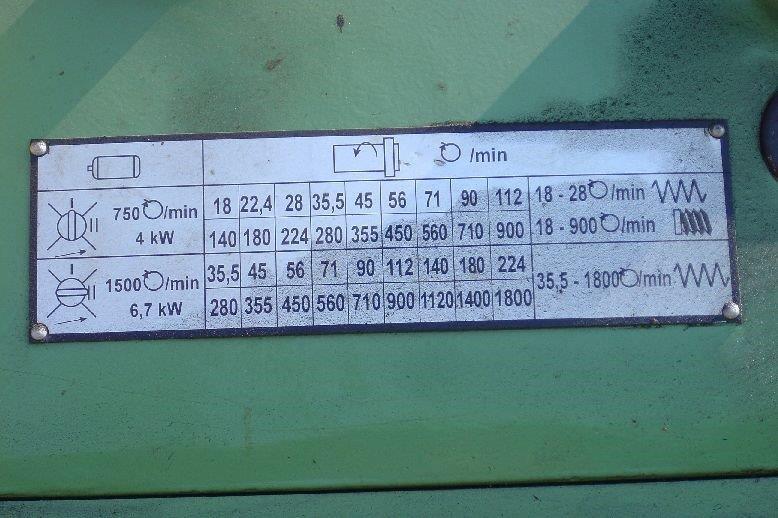 /min
750 /min 18 22,4 28 35,5 45 56 71 90 112 18 - 28 /min
4 kW 140 180 224 280 355 450 560 710 900 18 - 900 /min
1500 /min 35,5 45 56 71 90 112 140 180 224 35,5 - 1800 /min
6,7 kW 280 355 450 560 710 900 1120 1400 1800